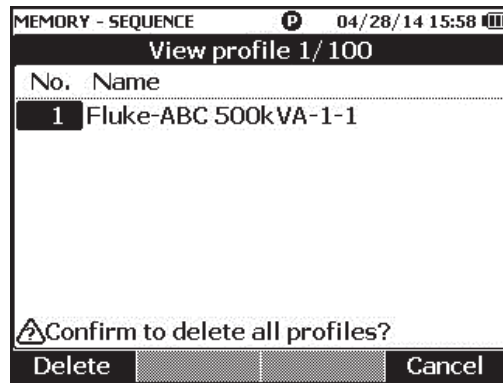 MEMORY - SEQUENCE P 04/28/14 15:58
View profile 1/100
No. Name
1 Fluke-ABC 500kVA-1-1
Confirm to delete all profiles?
Delete Cancel